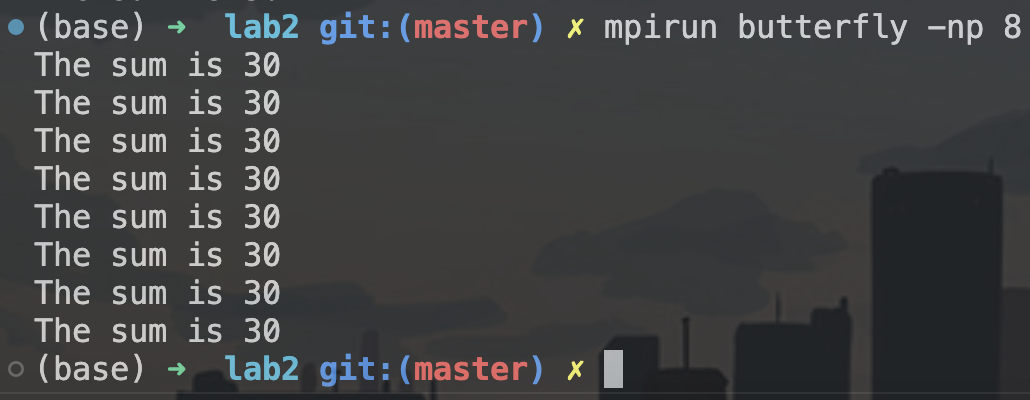 (base) ➜ lab2 git:(master) ✗ mpirun butterfly -np 8
The sum is 30
The sum is 30
The sum is 30
The sum is 30
The sum is 30
The sum is 30
The sum is 30
The sum is 30
(base) ➜ lab2 git:(master) ✗